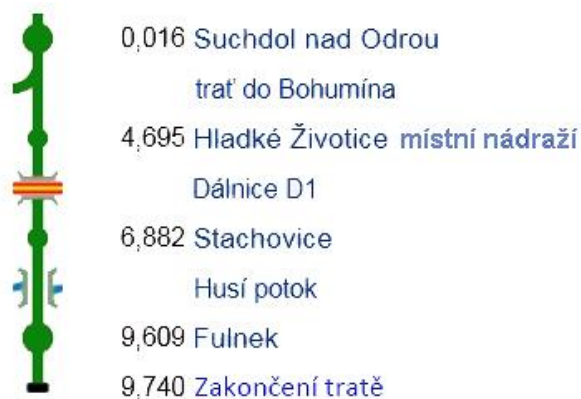 0,016 Suchdol nad Odrou
trať do Bohumína
4,695 Hladké Životice místní nádraží
Dálnice D1
6,882 Stachovice
Husí potok
9,609 Fulnek
9,740 Zakončení tratě